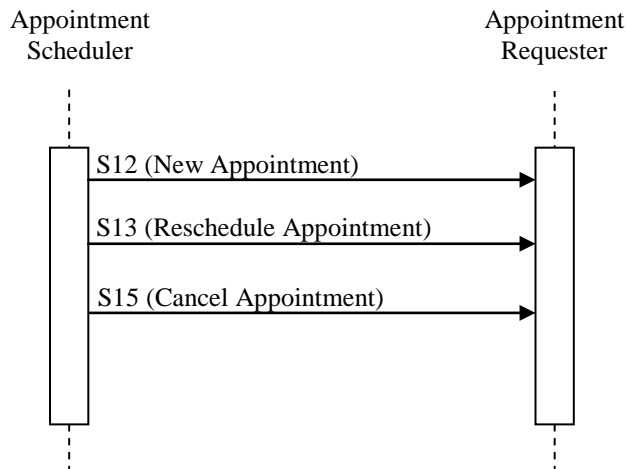 Appointment
Scheduler
Appointment
Requester
S12 (New Appointment)
S13 (Reschedule Appointment)
S15 (Cancel Appointment)